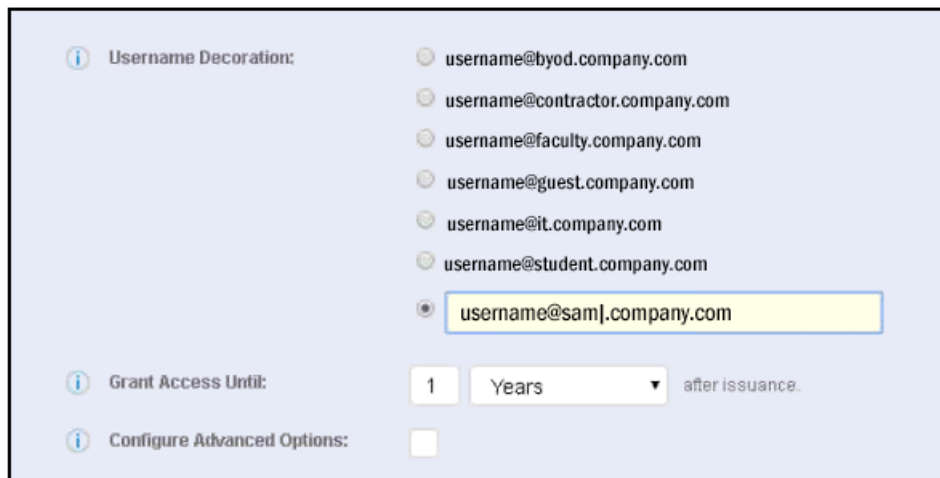 Username Decoration: username@byod.company.com
username@contractor.company.com
username@faculty.company.com
username@guest.company.com
username@it.company.com
username@student.company.com
username@sam|.company.com
Grant Access Until: 1 Years after issuance.
Configure Advanced Options: